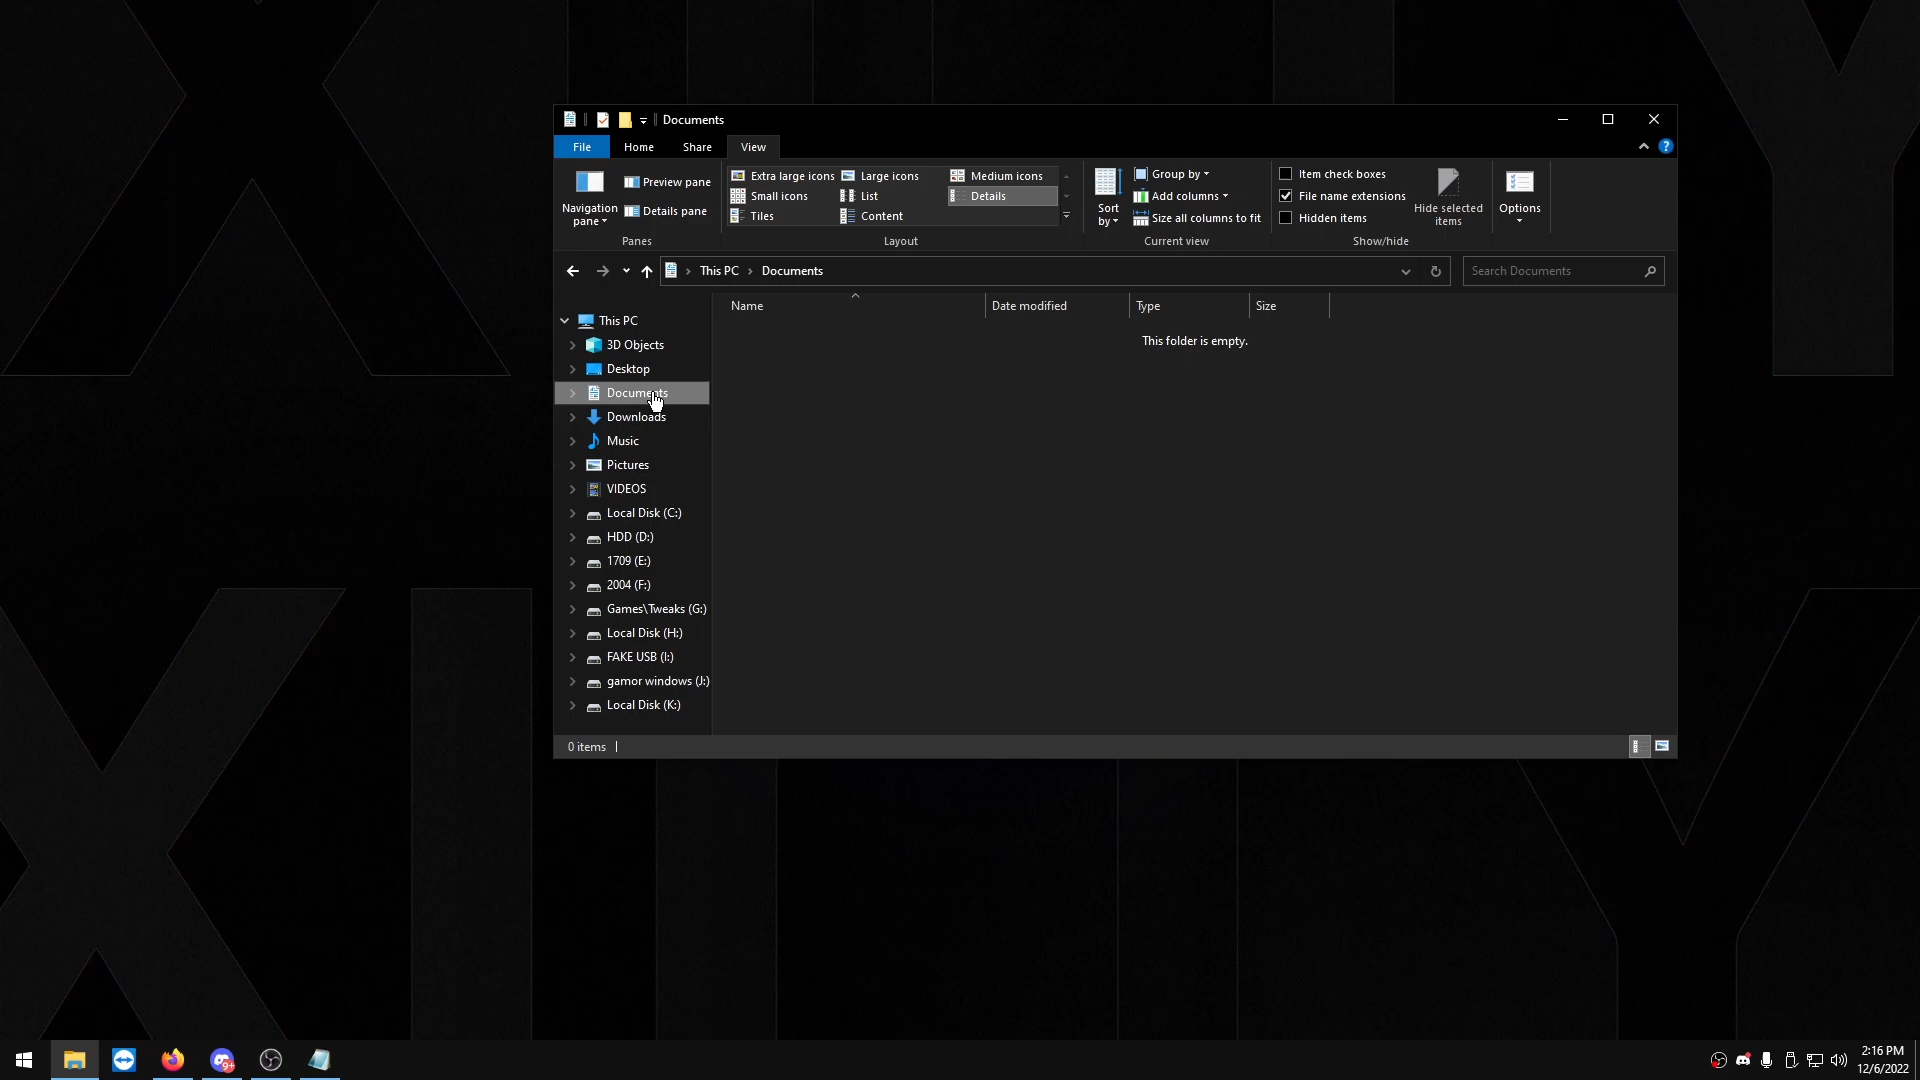 Documents
File Home Share View
Navigation pane
Preview pane
Details pane
Panes
Extra large icons Large icons Medium icons
Small icons List Details
Tiles Content
Layout
Sort by
Group by
Add columns
Size all columns to fit
Current view
Item check boxes
File name extensions
Hidden items
Hide selected items
Show/hide
Options
This PC > Documents
Search Documents
Name Date modified Type Size
This folder is empty.
This PC
3D Objects
Desktop
Documents
Downloads
Music
Pictures
VIDEOS
Local Disk (C:)
HDD (D:)
1709 (E:)
2004 (F:)
Games\Tweaks (G:)
Local Disk (H:)
FAKE USB (I:)
gamor windows (J:)
Local Disk (K:)
0 items
9+
2:16 PM
12/6/2022